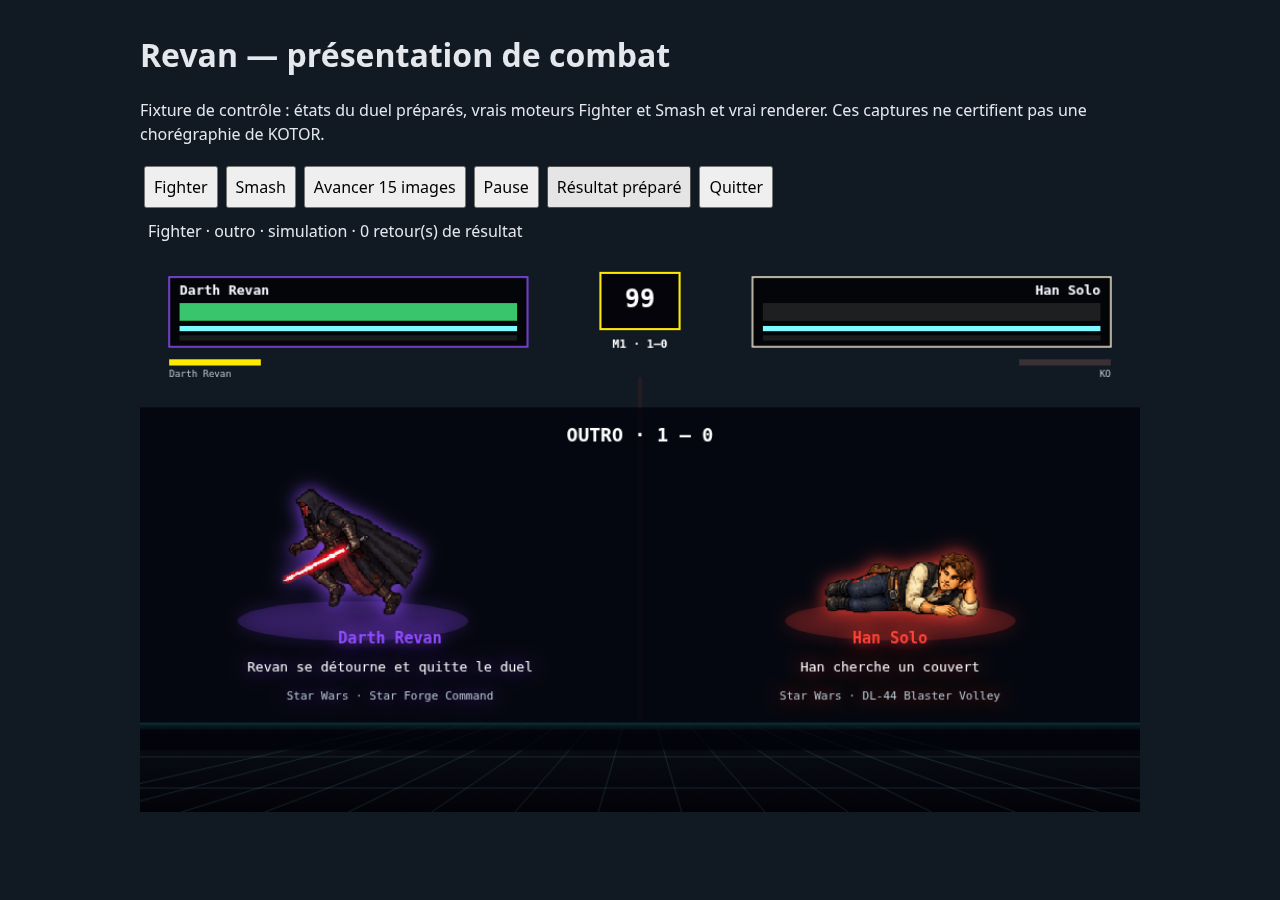 Revan — présentation de combat
Fixture de contrôle : états du duel préparés, vrais moteurs Fighter et Smash et vrai renderer. Ces captures ne certifient pas une
chorégraphie de KOTOR.
Fighter Smash Avancer 15 images Pause Résultat préparé Quitter
Fighter · outro · simulation · 0 retour(s) de résultat
Darth Revan 99 Han Solo
M1 · 1—0
Darth Revan KO
OUTRO · 1 — 0
Darth Revan Han Solo
Revan se détourne et quitte le duel Han cherche un couvert
Star Wars · Star Forge Command Star Wars · DL-44 Blaster Volley